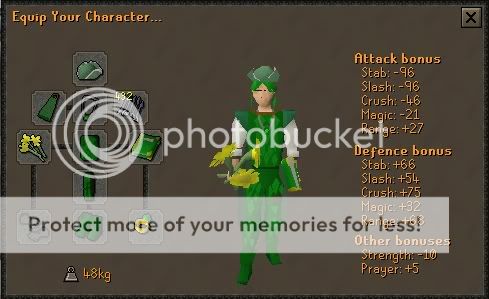 Equip Your Character...
Attack bonus
Stab: -96
Slash: -96
Crush: -46
Magic: -21
Range: +27
Defence bonus
Stab: +66
Slash: +54
Crush: +75
Magic: +32
Other bonuses
Strength: -10
Prayer: +5
48kg
photobucket
Protect more of your memories for less!